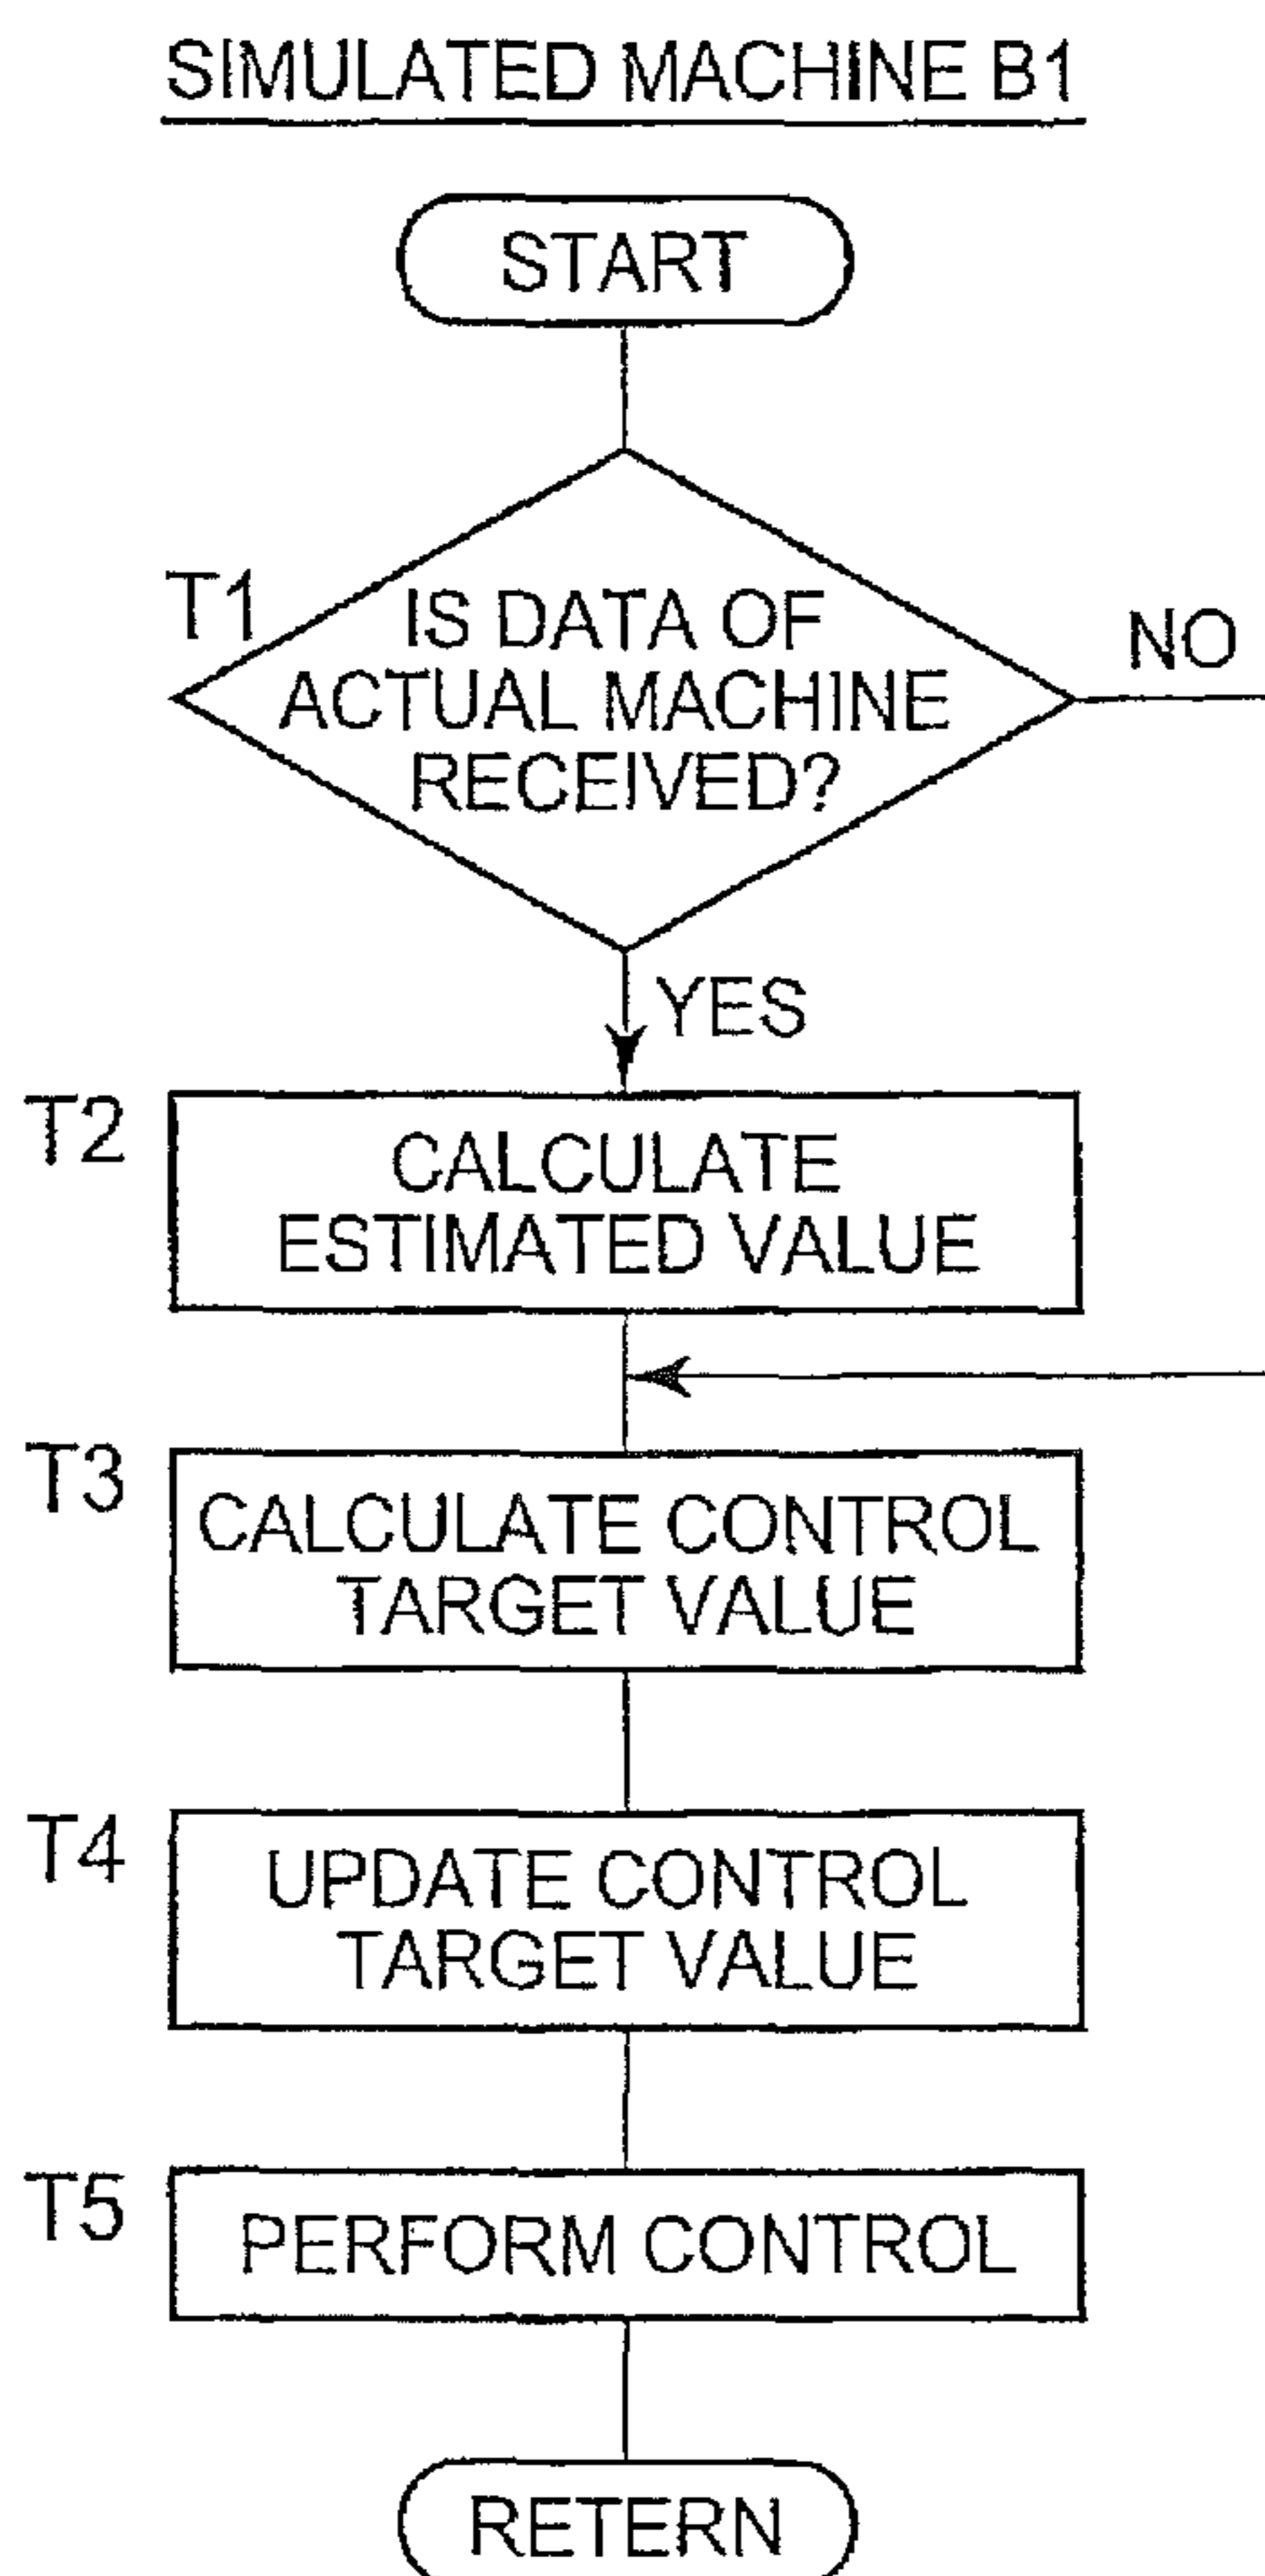 SIMULATED MACHINE B1
START
T1
IS DATA OF
ACTUAL MACHINE
RECEIVED?
NO
YES
T2
CALCULATE
ESTIMATED VALUE
T3
CALCULATE CONTROL
TARGET VALUE
T4
UPDATE CONTROL
TARGET VALUE
T5
PERFORM CONTROL
RETERN